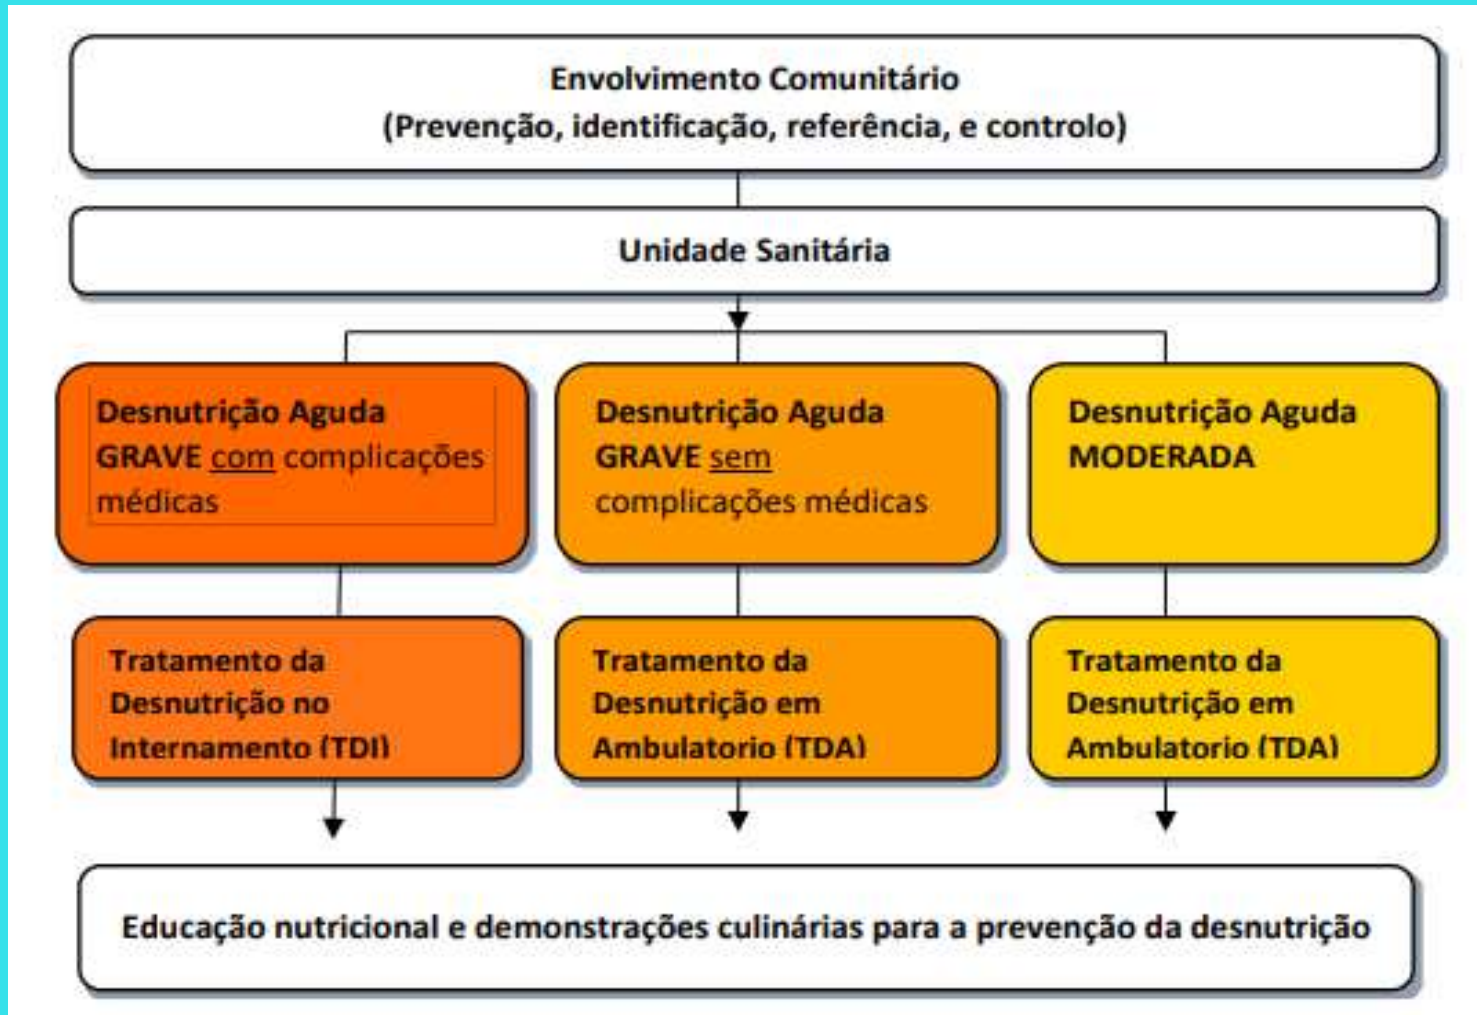 Envolvimento Comunitário
(Prevenção, identificação, referência, e controlo)
Unidade Sanitária
Desnutrição Aguda
GRAVE com complicações
médicas
Desnutrição Aguda
GRAVE sem
complicações médicas
Desnutrição Aguda
MODERADA
Tratamento da
Desnutrição no
Internamento (TDI)
Tratamento da
Desnutrição em
Ambulatorio (TDA)
Tratamento da
Desnutrição em
Ambulatorio (TDA)
Educação nutricional e demonstrações culinárias para a prevenção da desnutrição